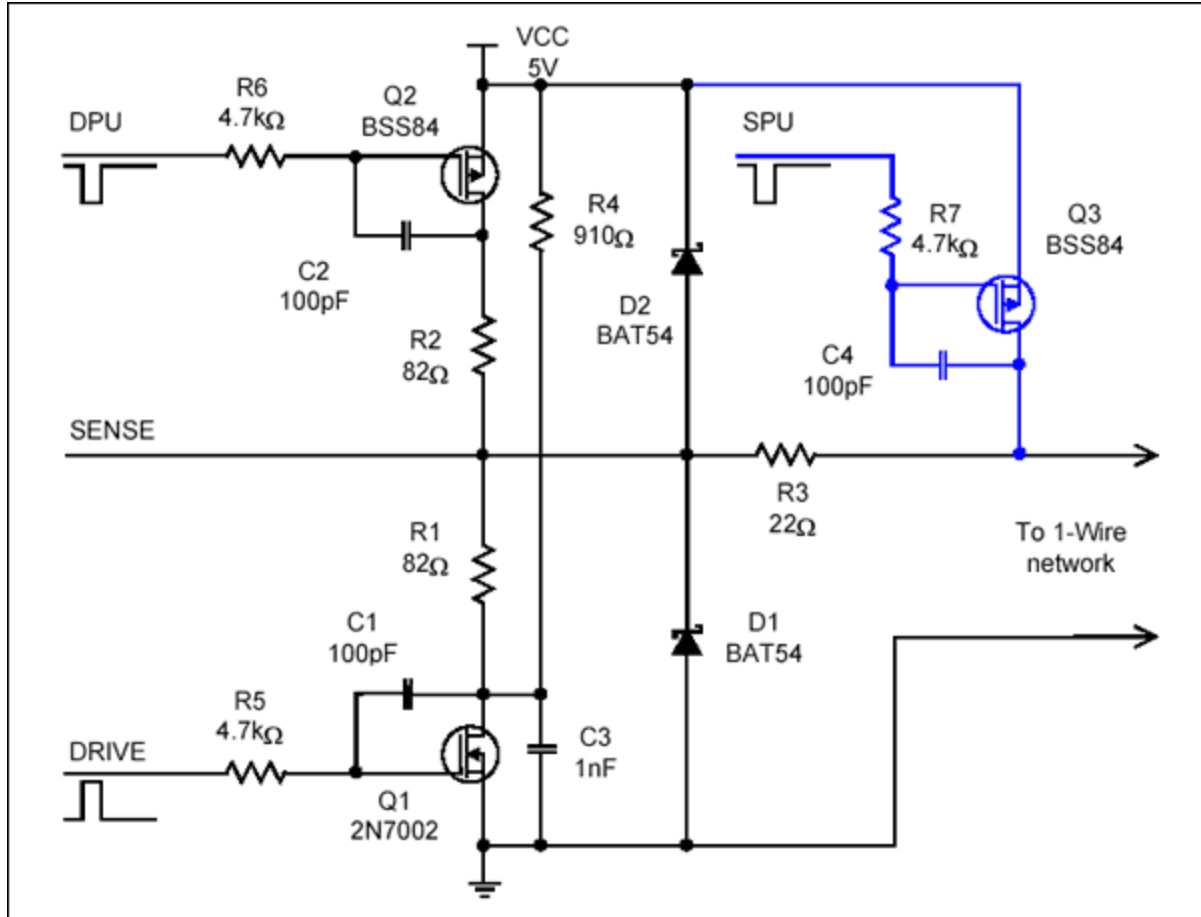 VCC
5V
R6
4.7kΩ
Q2
BSS84
DPU
SPU
R4
910Ω
R7
4.7kΩ
Q3
BSS84
C2
100pF
D2
BAT54
R2
82Ω
C4
100pF
SENSE
R3
22Ω
R1
82Ω
To 1-Wire
network
C1
100pF
D1
BAT54
R5
4.7kΩ
C3
1nF
DRIVE
Q1
2N7002